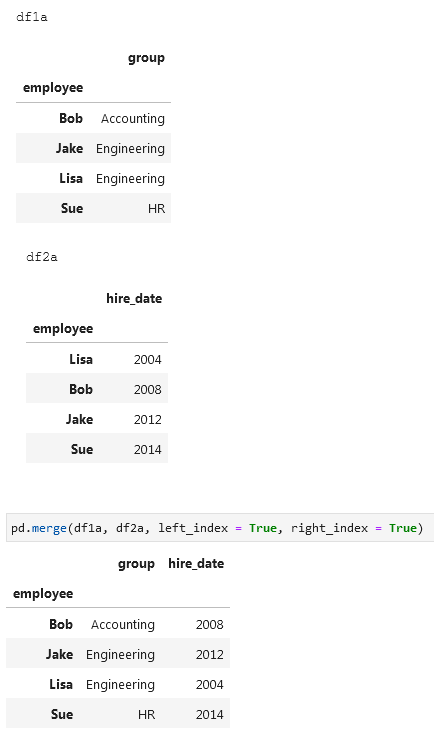 df1a
group
employee
Bob Accounting
Jake Engineering
Lisa Engineering
Sue HR
df2a
hire_date
employee
Lisa 2004
Bob 2008
Jake 2012
Sue 2014
pd.merge(df1a, df2a, left_index = True, right_index = True)
group hire_date
employee
Bob Accounting 2008
Jake Engineering 2012
Lisa Engineering 2004
Sue HR 2014